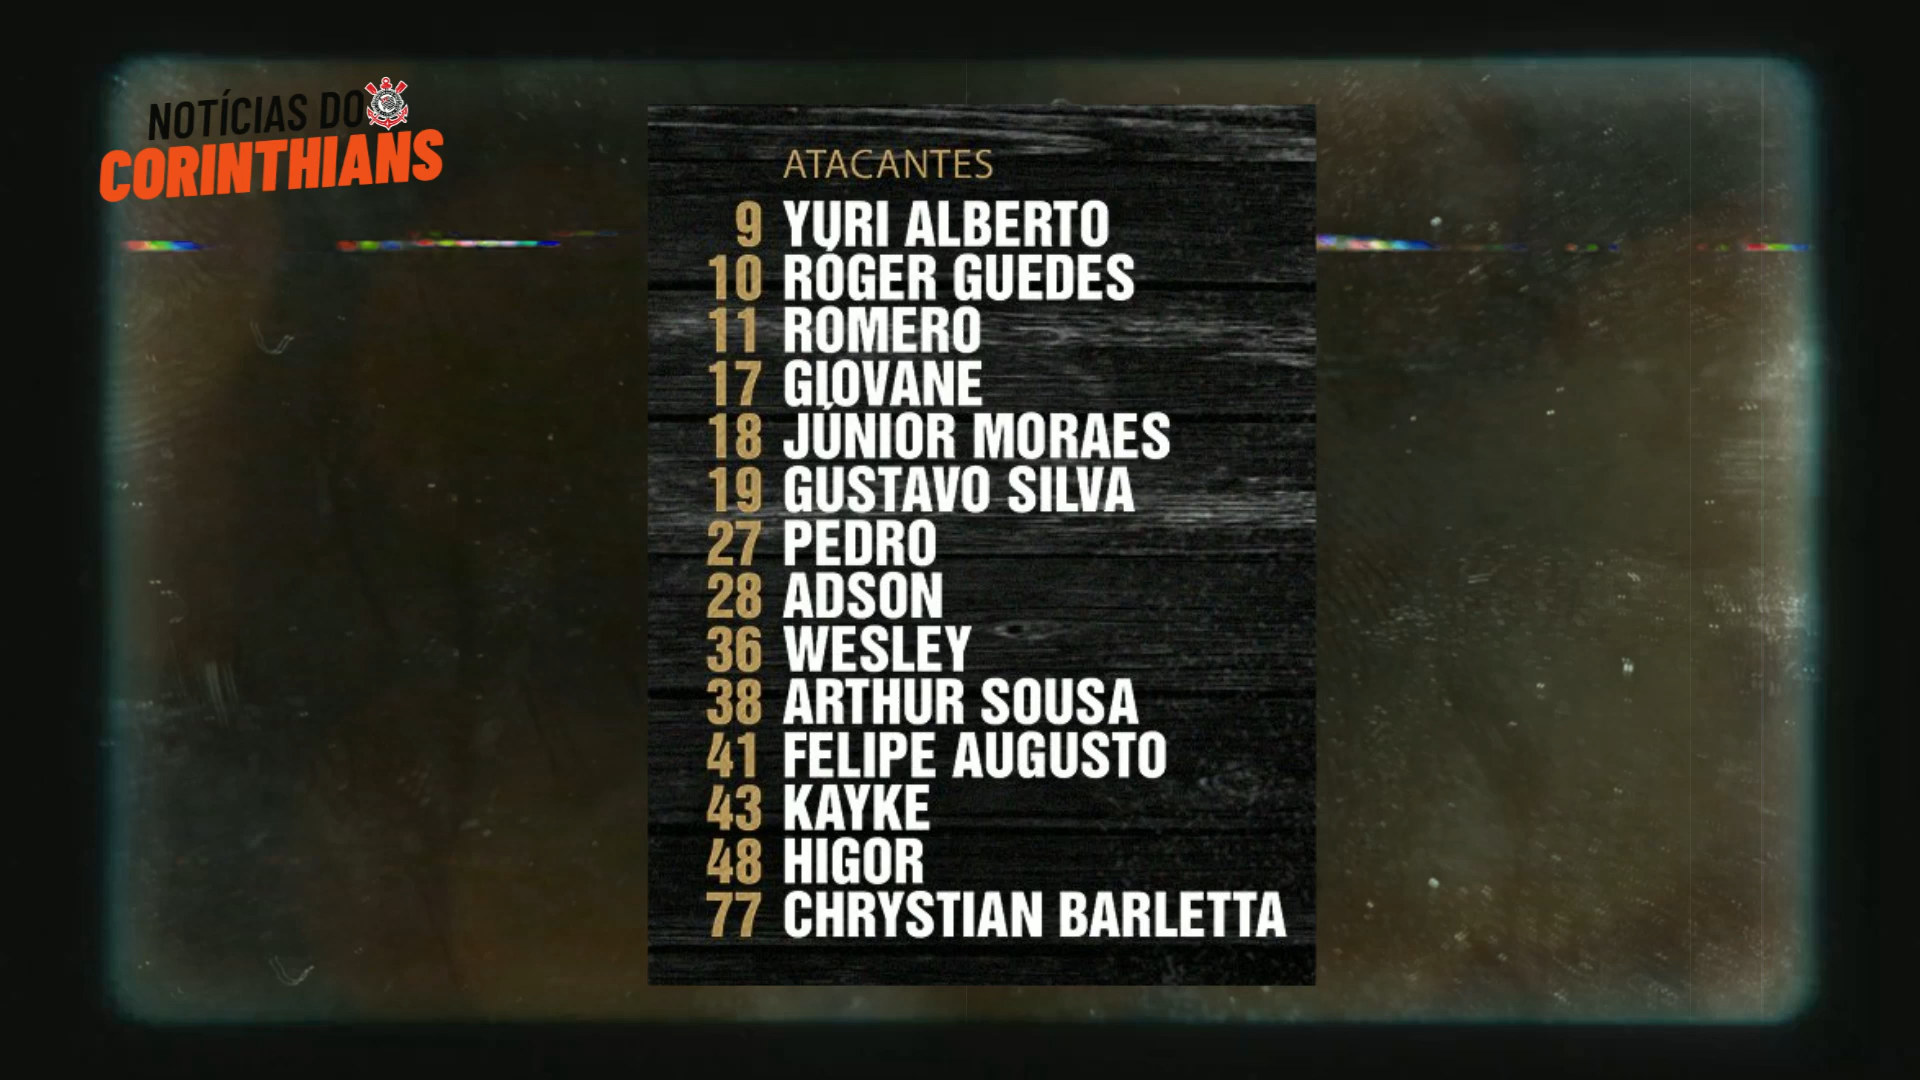 NOTÍCIAS DO
CORINTHIANS
ATACANTES
9 YURI ALBERTO
10 RÓGER GUEDES
11 ROMERO
17 GIOVANE
18 JÚNIOR MORAES
19 GUSTAVO SILVA
27 PEDRO
28 ADSON
36 WESLEY
38 ARTHUR SOUSA
41 FELIPE AUGUSTO
43 KAYKE
48 HIGOR
77 CHRYSTIAN BARLETTA